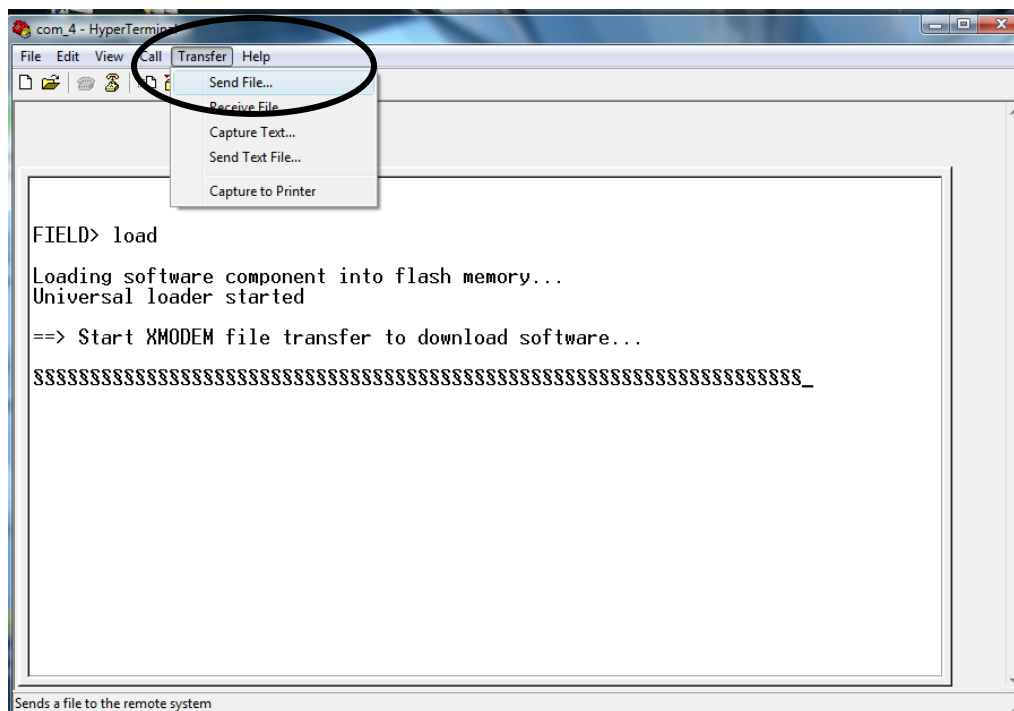 com_4 - HyperTerminal
File Edit View Call Transfer Help
Send File...
Receive File...
Capture Text...
Send Text File...
Capture to Printer
FIELD> load
Loading software component into flash memory...
Universal loader started
==> Start XMODEM file transfer to download software...
§§§§§§§§§§§§§§§§§§§§§§§§§§§§§§§§§§§§§§§§§§§§§§§§§§§§§§§§§§§§§§§§§§§§_
Sends a file to the remote system